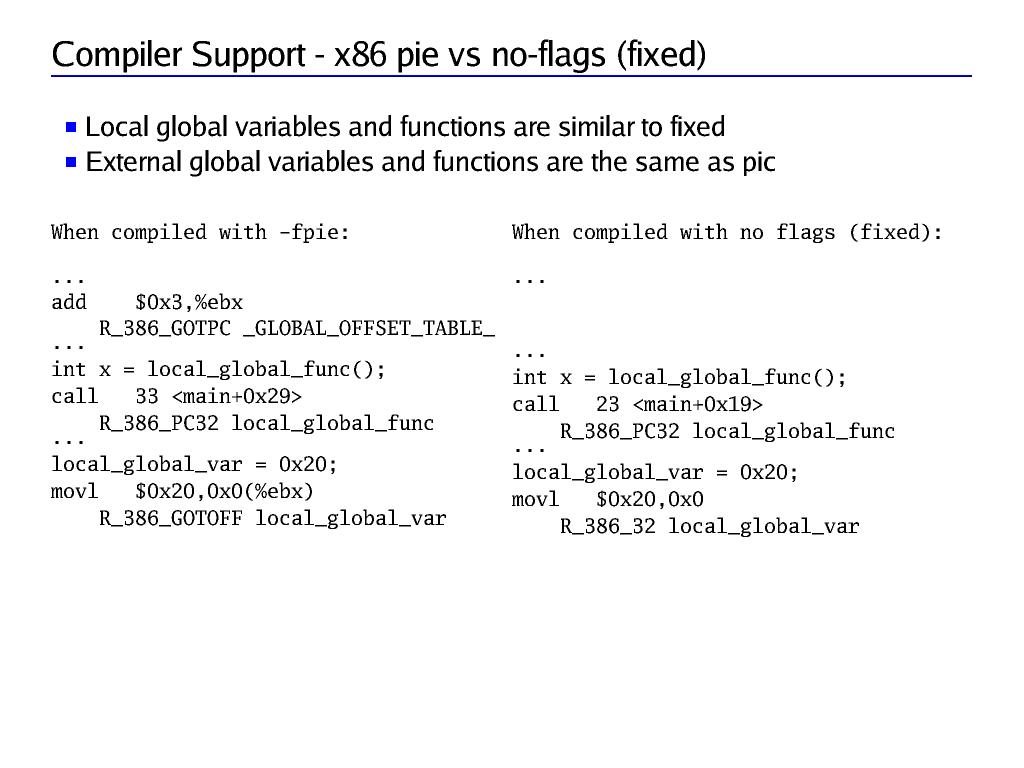 Compiler Support - x86 pie vs no-flags (fixed)
Local global variables and functions are similar to fixed
External global variables and functions are the same as pic
When compiled with -fpie:
...
add    $0x3,%ebx
    R_386_GOTPC _GLOBAL_OFFSET_TABLE_
...
int x = local_global_func();
call   33 <main+0x29>
    R_386_PC32 local_global_func
...
local_global_var = 0x20;
movl   $0x20,0x0(%ebx)
    R_386_GOTOFF local_global_var
When compiled with no flags (fixed):
...
...
int x = local_global_func();
call   23 <main+0x19>
    R_386_PC32 local_global_func
...
local_global_var = 0x20;
movl   $0x20,0x0
    R_386_32 local_global_var